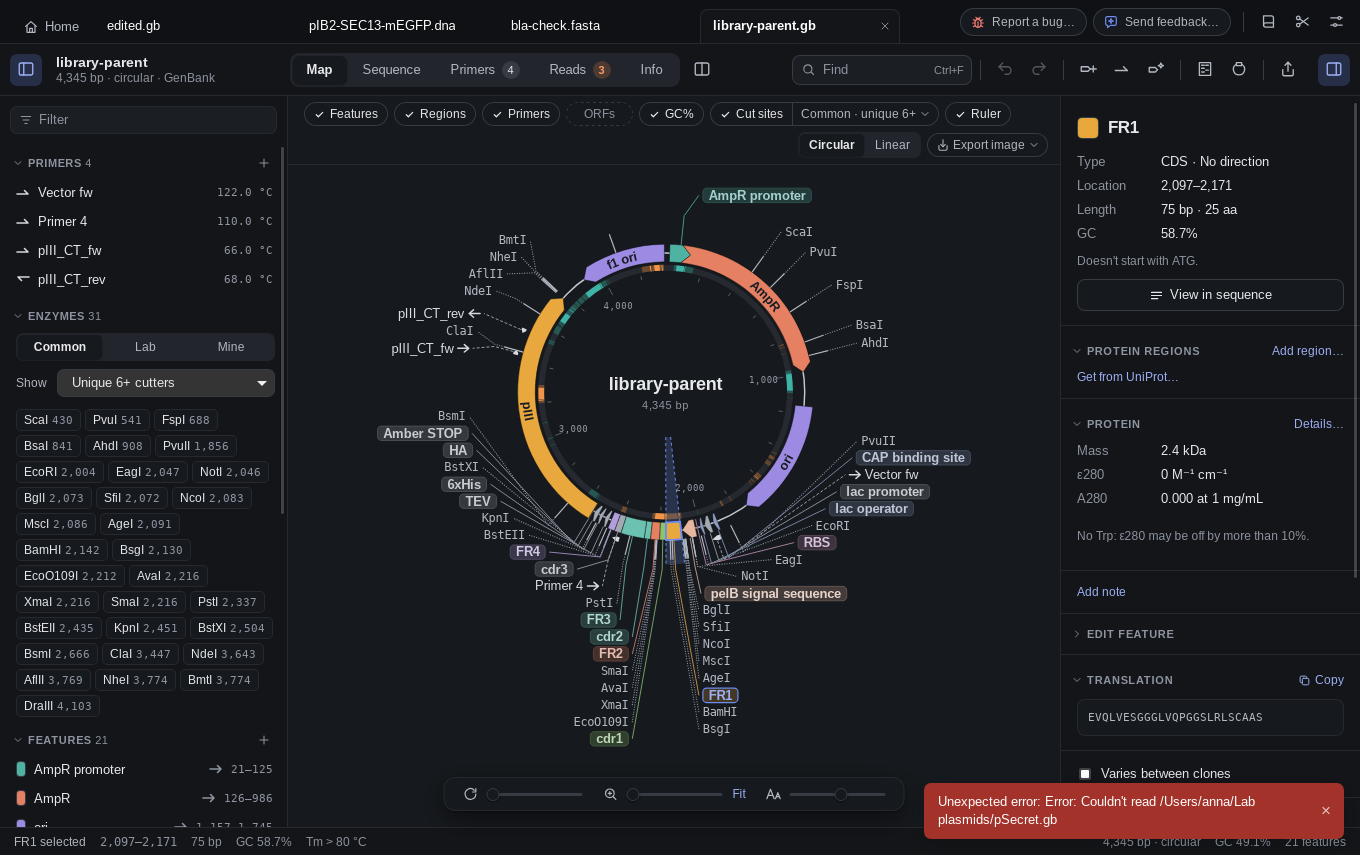 Home
edited.gb
pIB2-SEC13-mEGFP.dna
bla-check.fasta
library-parent.gb
Report a bug…
Send feedback…
library-parent
4,345 bp · circular · GenBank
Map
Sequence
Primers 4
Reads 3
Info
Find
Ctrl+F
Filter
PRIMERS 4
Vector fw 122.0 °C
Primer 4 110.0 °C
pIII_CT_fw 66.0 °C
pIII_CT_rev 68.0 °C
ENZYMES 31
Common
Lab
Mine
Show
Unique 6+ cutters
ScaI 430 PvuI 541 FspI 688
BsaI 841 AhdI 908 PvuII 1,856
EcoRI 2,004 EagI 2,047 NotI 2,046
BglI 2,073 SfiI 2,072 NcoI 2,083
MscI 2,086 AgeI 2,091
BamHI 2,142 BsgI 2,130
EcoO109I 2,212 AvaI 2,216
XmaI 2,216 SmaI 2,216 PstI 2,337
BstEII 2,435 KpnI 2,451 BstXI 2,504
BsmI 2,666 ClaI 3,447 NdeI 3,643
AflII 3,769 NheI 3,774 BmtI 3,774
DraIII 4,103
FEATURES 21
AmpR promoter 21–125
AmpR 126–986
ori 1,157–1,745
Features
Regions
Primers
ORFs
GC%
Cut sites
Common · unique 6+
Ruler
Circular
Linear
Export image
AmpR promoter
ScaI
PvuI
FspI
BsaI
AhdI
BmtI
NheI
AflII
NdeI
pIII_CT_rev
ClaI
pIII_CT_fw
f1 ori
AmpR
pIII
ori
4,000
1,000
3,000
2,000
library-parent
4,345 bp
BsmI
Amber STOP
HA
BstXI
6xHis
TEV
KpnI
BstEII
FR4
cdr3
Primer 4
PstI
FR3
cdr2
FR2
SmaI
AvaI
XmaI
EcoO109I
cdr1
PvuII
CAP binding site
Vector fw
lac promoter
lac operator
EcoRI
RBS
EagI
NotI
pelB signal sequence
BglI
SfiI
NcoI
MscI
AgeI
FR1
BamHI
BsgI
Fit
FR1
Type CDS · No direction
Location 2,097–2,171
Length 75 bp · 25 aa
GC 58.7%
Doesn't start with ATG.
View in sequence
PROTEIN REGIONS
Add region…
Get from UniProt…
PROTEIN
Details…
Mass 2.4 kDa
ε280 0 M⁻¹ cm⁻¹
A280 0.000 at 1 mg/mL
No Trp: ε280 may be off by more than 10%.
Add note
EDIT FEATURE
TRANSLATION
Copy
EVQLVESGGGLVQPGGSLRLSCAAS
Varies between clones
Unexpected error: Error: Couldn't read /Users/anna/Lab
plasmids/pSecret.gb
FR1 selected 2,097–2,171 75 bp GC 58.7% Tm > 80 °C
4,345 bp · circular GC 49.1% 21 features